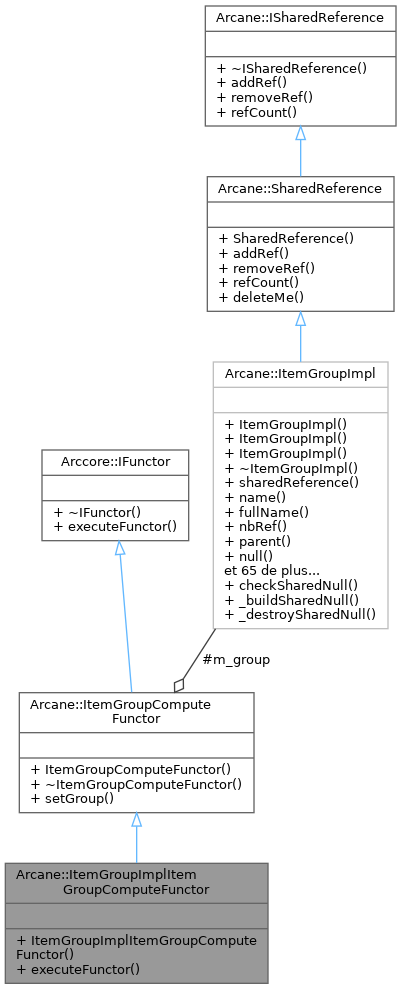 Arcane::ISharedReference
+ ~ISharedReference()
+ addRef()
+ removeRef()
+ refCount()
Arcane::SharedReference
+ SharedReference()
+ addRef()
+ removeRef()
+ refCount()
+ deleteMe()
Arcane::ItemGroupImpl
+ ItemGroupImpl()
+ ItemGroupImpl()
+ ItemGroupImpl()
+ ~ItemGroupImpl()
+ sharedReference()
+ name()
+ fullName()
+ nbRef()
+ parent()
+ null()
et 65 de plus...
+ checkSharedNull()
+ _buildSharedNull()
+ _destroySharedNull()
Arccore::IFunctor
+ ~IFunctor()
+ executeFunctor()
#m_group
Arcane::ItemGroupCompute
Functor
+ ItemGroupComputeFunctor()
+ ~ItemGroupComputeFunctor()
+ setGroup()
Arcane::ItemGroupImplItem
GroupComputeFunctor
+ ItemGroupImplItemGroupCompute
Functor()
+ executeFunctor()